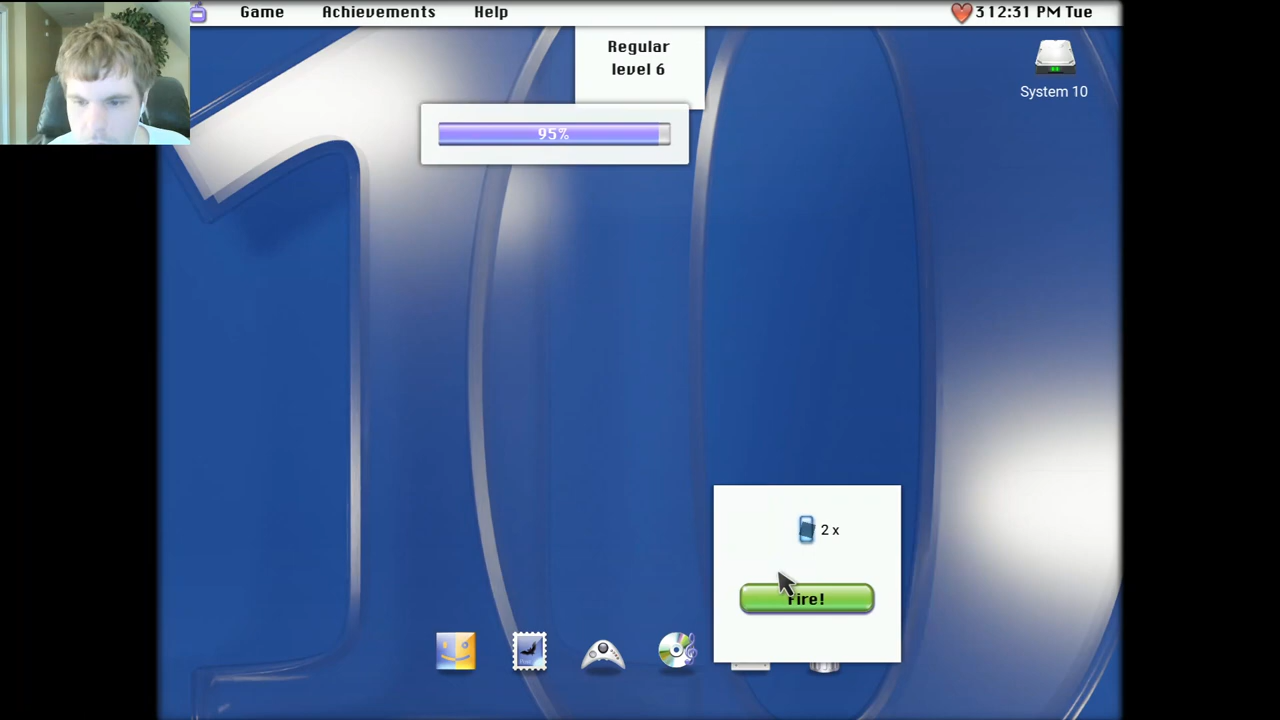 Game Achievements Help 3 12:31 PM Tue
Regular
level 6
System 10
95%
2 x
Fire!